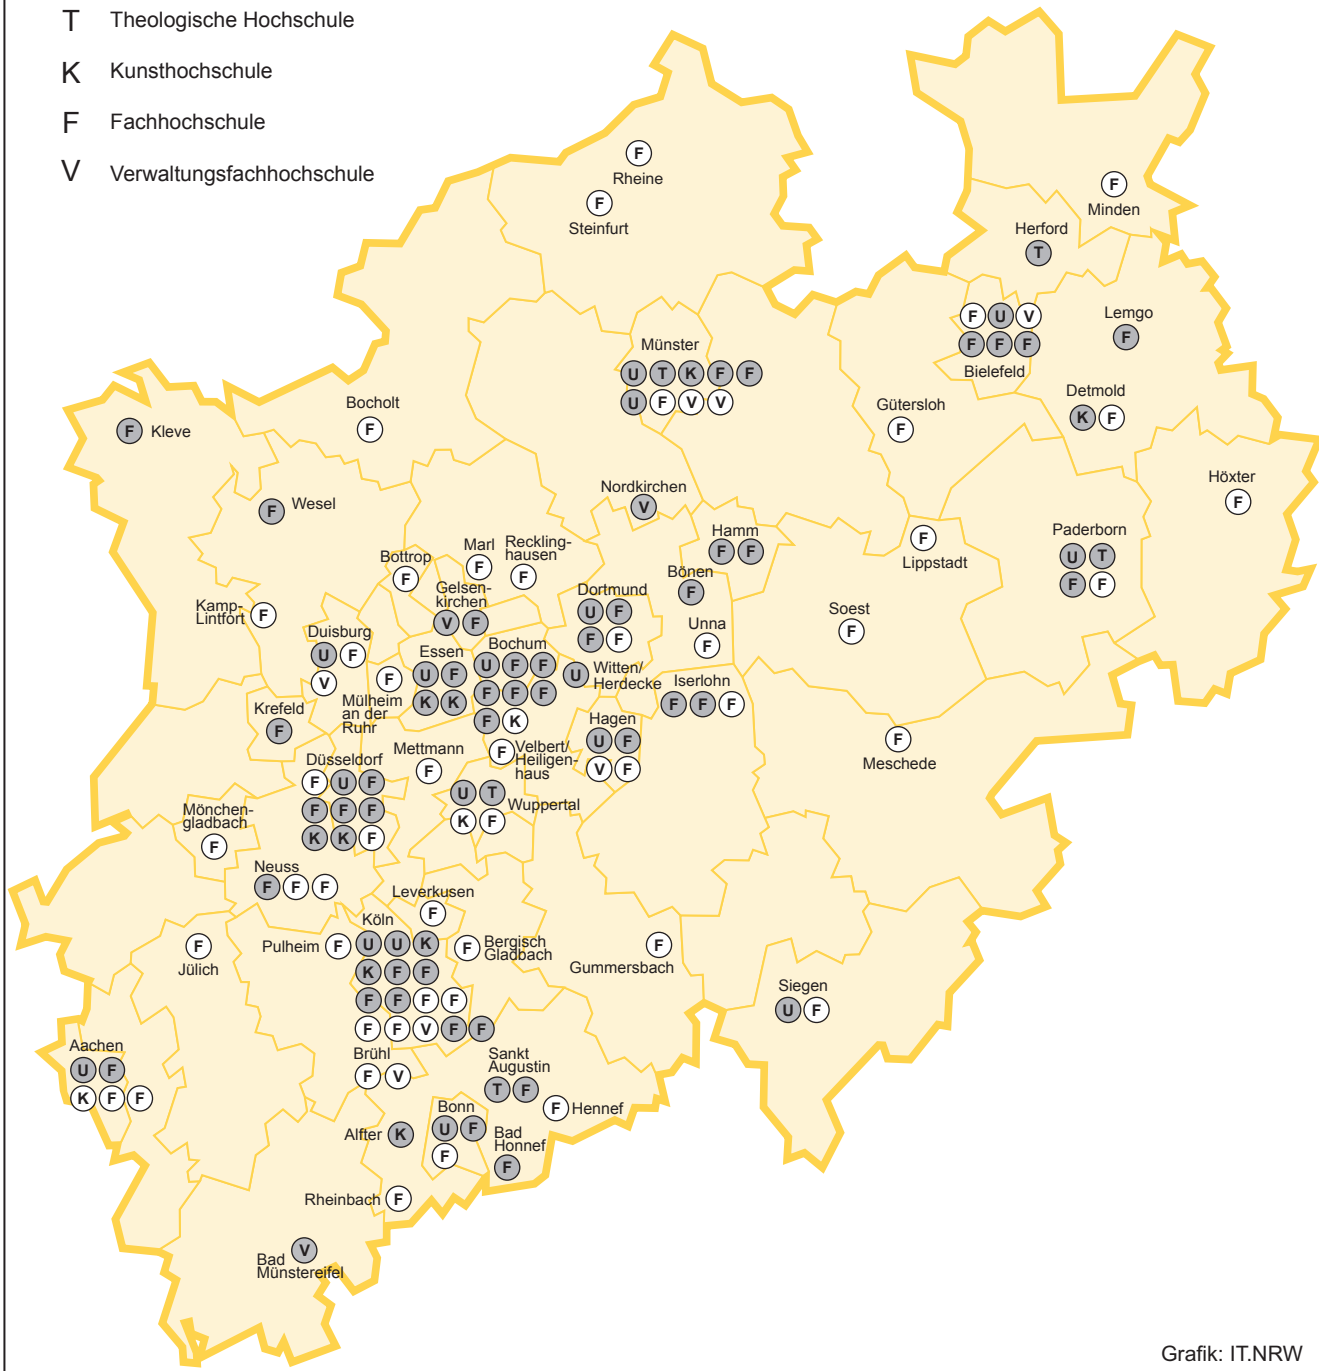 T Theologische Hochschule
K Kunsthochschule
F Fachhochschule
V Verwaltungsfachhochschule
F
Rheine
F
Steinfurt
F
Minden
Herford
T
F U V
F F F
Bielefeld
Lemgo
F
Münster
U T K F F
U F V V
Detmold
K F
Gütersloh
F
Bocholt
F
F Kleve
Höxter
F
F Wesel
Nordkirchen
V
Hamm
F F
F
Lippstadt
Paderborn
U T
F F
Marl
F
Reckling-
hausen
F
Bottrop
F
Gelsen-
kirchen
V F
Bönen
F
Dortmund
U F
F F
Kamp-
Lintfort
F
Unna
F
Soest
F
Duisburg
U F
V
Essen
U F
K K
Bochum
U F F
F F F
F K
U Witten/
Herdecke
F
Mülheim
an der
Ruhr
Iserlohn
F F F
Krefeld
F
Hagen
U F
V F
F
Meschede
Mettmann
F
F Velbert/
Heiligen-
haus
Düsseldorf
F U F
F F F
K K F
U T
K F
Wuppertal
Mönchen-
gladbach
F
Neuss
F F F
Leverkusen
F
Köln
U U K
K F F
F F F F
F F V F F
Pulheim F
F Bergisch
Gladbach
F
Jülich
F
Gummersbach
Siegen
U F
Aachen
U F
K F F
Brühl
F V
Sankt
Augustin
T F
F Hennef
Bonn
U F
F
Alfter K
Bad
Honnef
F
Rheinbach F
V
Bad
Münstereifel
Grafik: IT.NRW